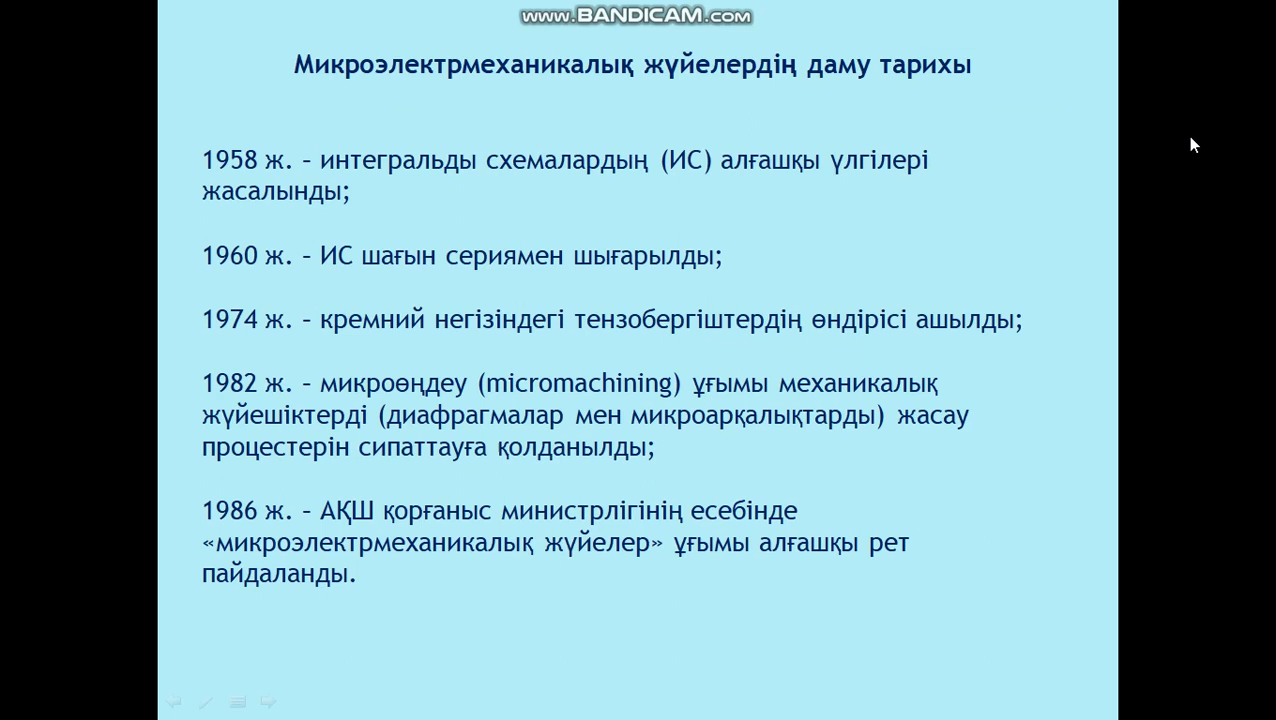 www.BANDICAM.com
Микроэлектрмеханикалық жүйелердің даму тарихы
1958 ж. – интегральды схемалардың (ИС) алғашқы үлгілері
жасалынды;
1960 ж. – ИС шағын сериямен шығарылды;
1974 ж. – кремний негізіндегі тензобергіштердің өндірісі ашылды;
1982 ж. – микроөңдеу (micromachining) ұғымы механикалық
жүйешіктерді (диафрагмалар мен микроарқалықтарды) жасау
процестерін сипаттауға қолданылды;
1986 ж. – АҚШ қорғаныс министрлігінің есебінде
«микроэлектрмеханикалық жүйелер» ұғымы алғашқы рет
пайдаланды.